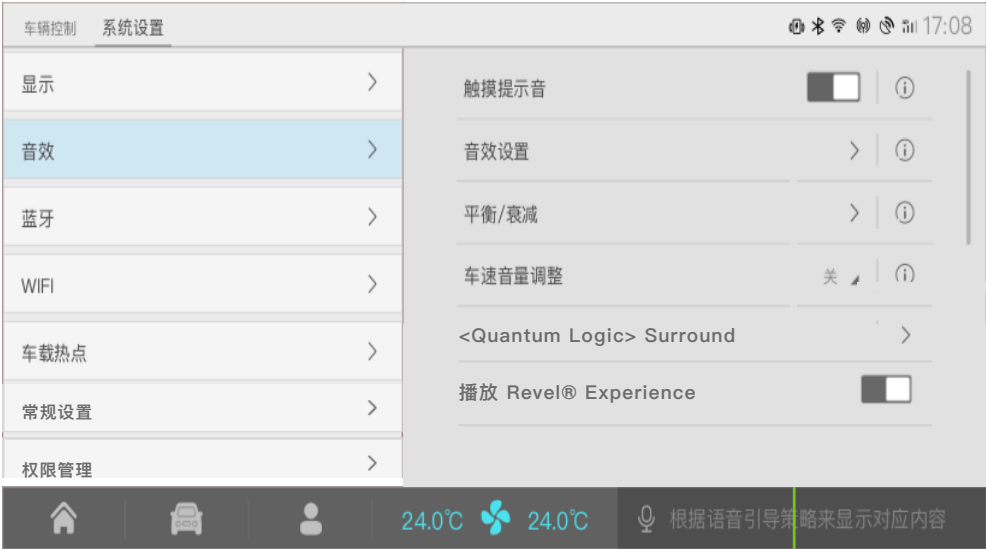 车辆控制 系统设置 17:08
显示
音效
蓝牙
WIFI
车载热点
常规设置
权限管理
触摸提示音
音效设置
平衡/衰减
车速音量调整 关
<Quantum Logic> Surround
播放 Revel® Experience
24.0℃ 24.0℃ 根据语音引导策略来显示对应内容